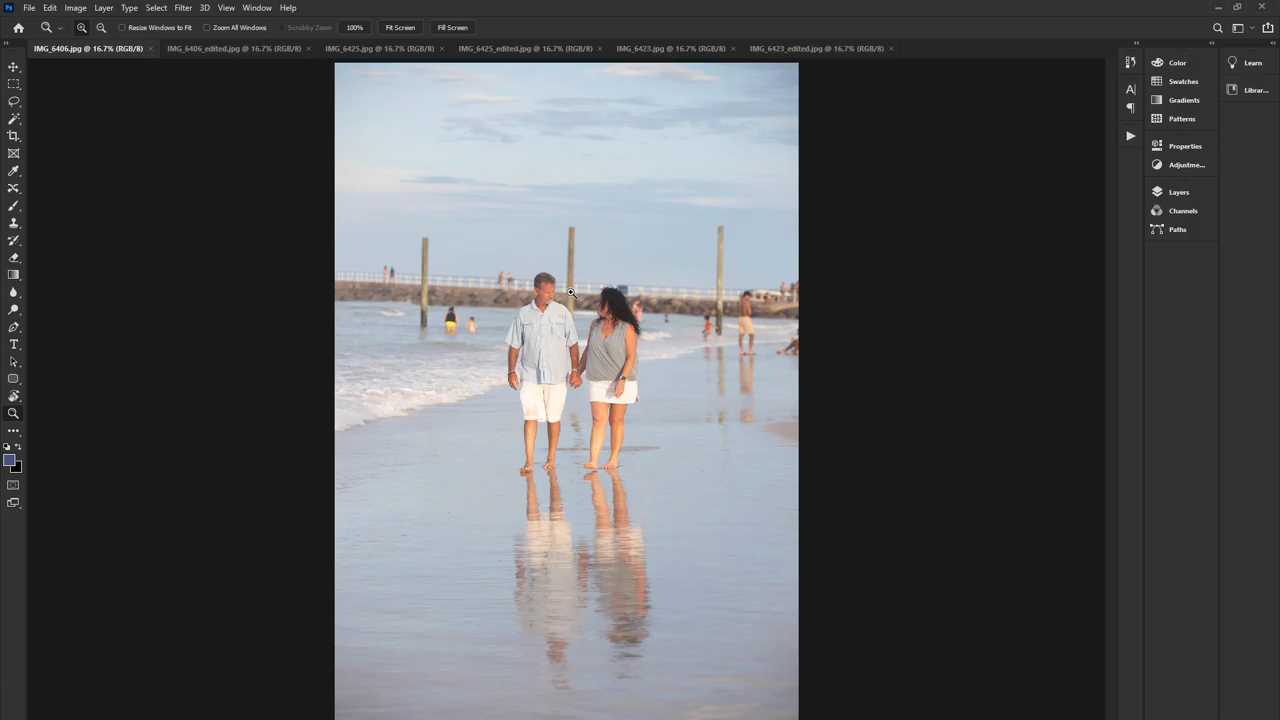 Ps File Edit Image Layer Type Select Filter 3D View Window Help
Resize Windows to Fit Zoom All Windows Scrubby Zoom 100% Fit Screen Fill Screen
IMG_6406.jpg @ 16.7% (RGB/8) × IMG_6406_edited.jpg @ 16.7% (RGB/8) × IMG_6425.jpg @ 16.7% (RGB/8) × IMG_6425_edited.jpg @ 16.7% (RGB/8) × IMG_6423.jpg @ 16.7% (RGB/8) × IMG_6423_edited.jpg @ 16.7% (RGB/8) ×
Color
Learn
Swatches
Librar...
Gradients
Patterns
Properties
Adjustme...
Layers
Channels
Paths